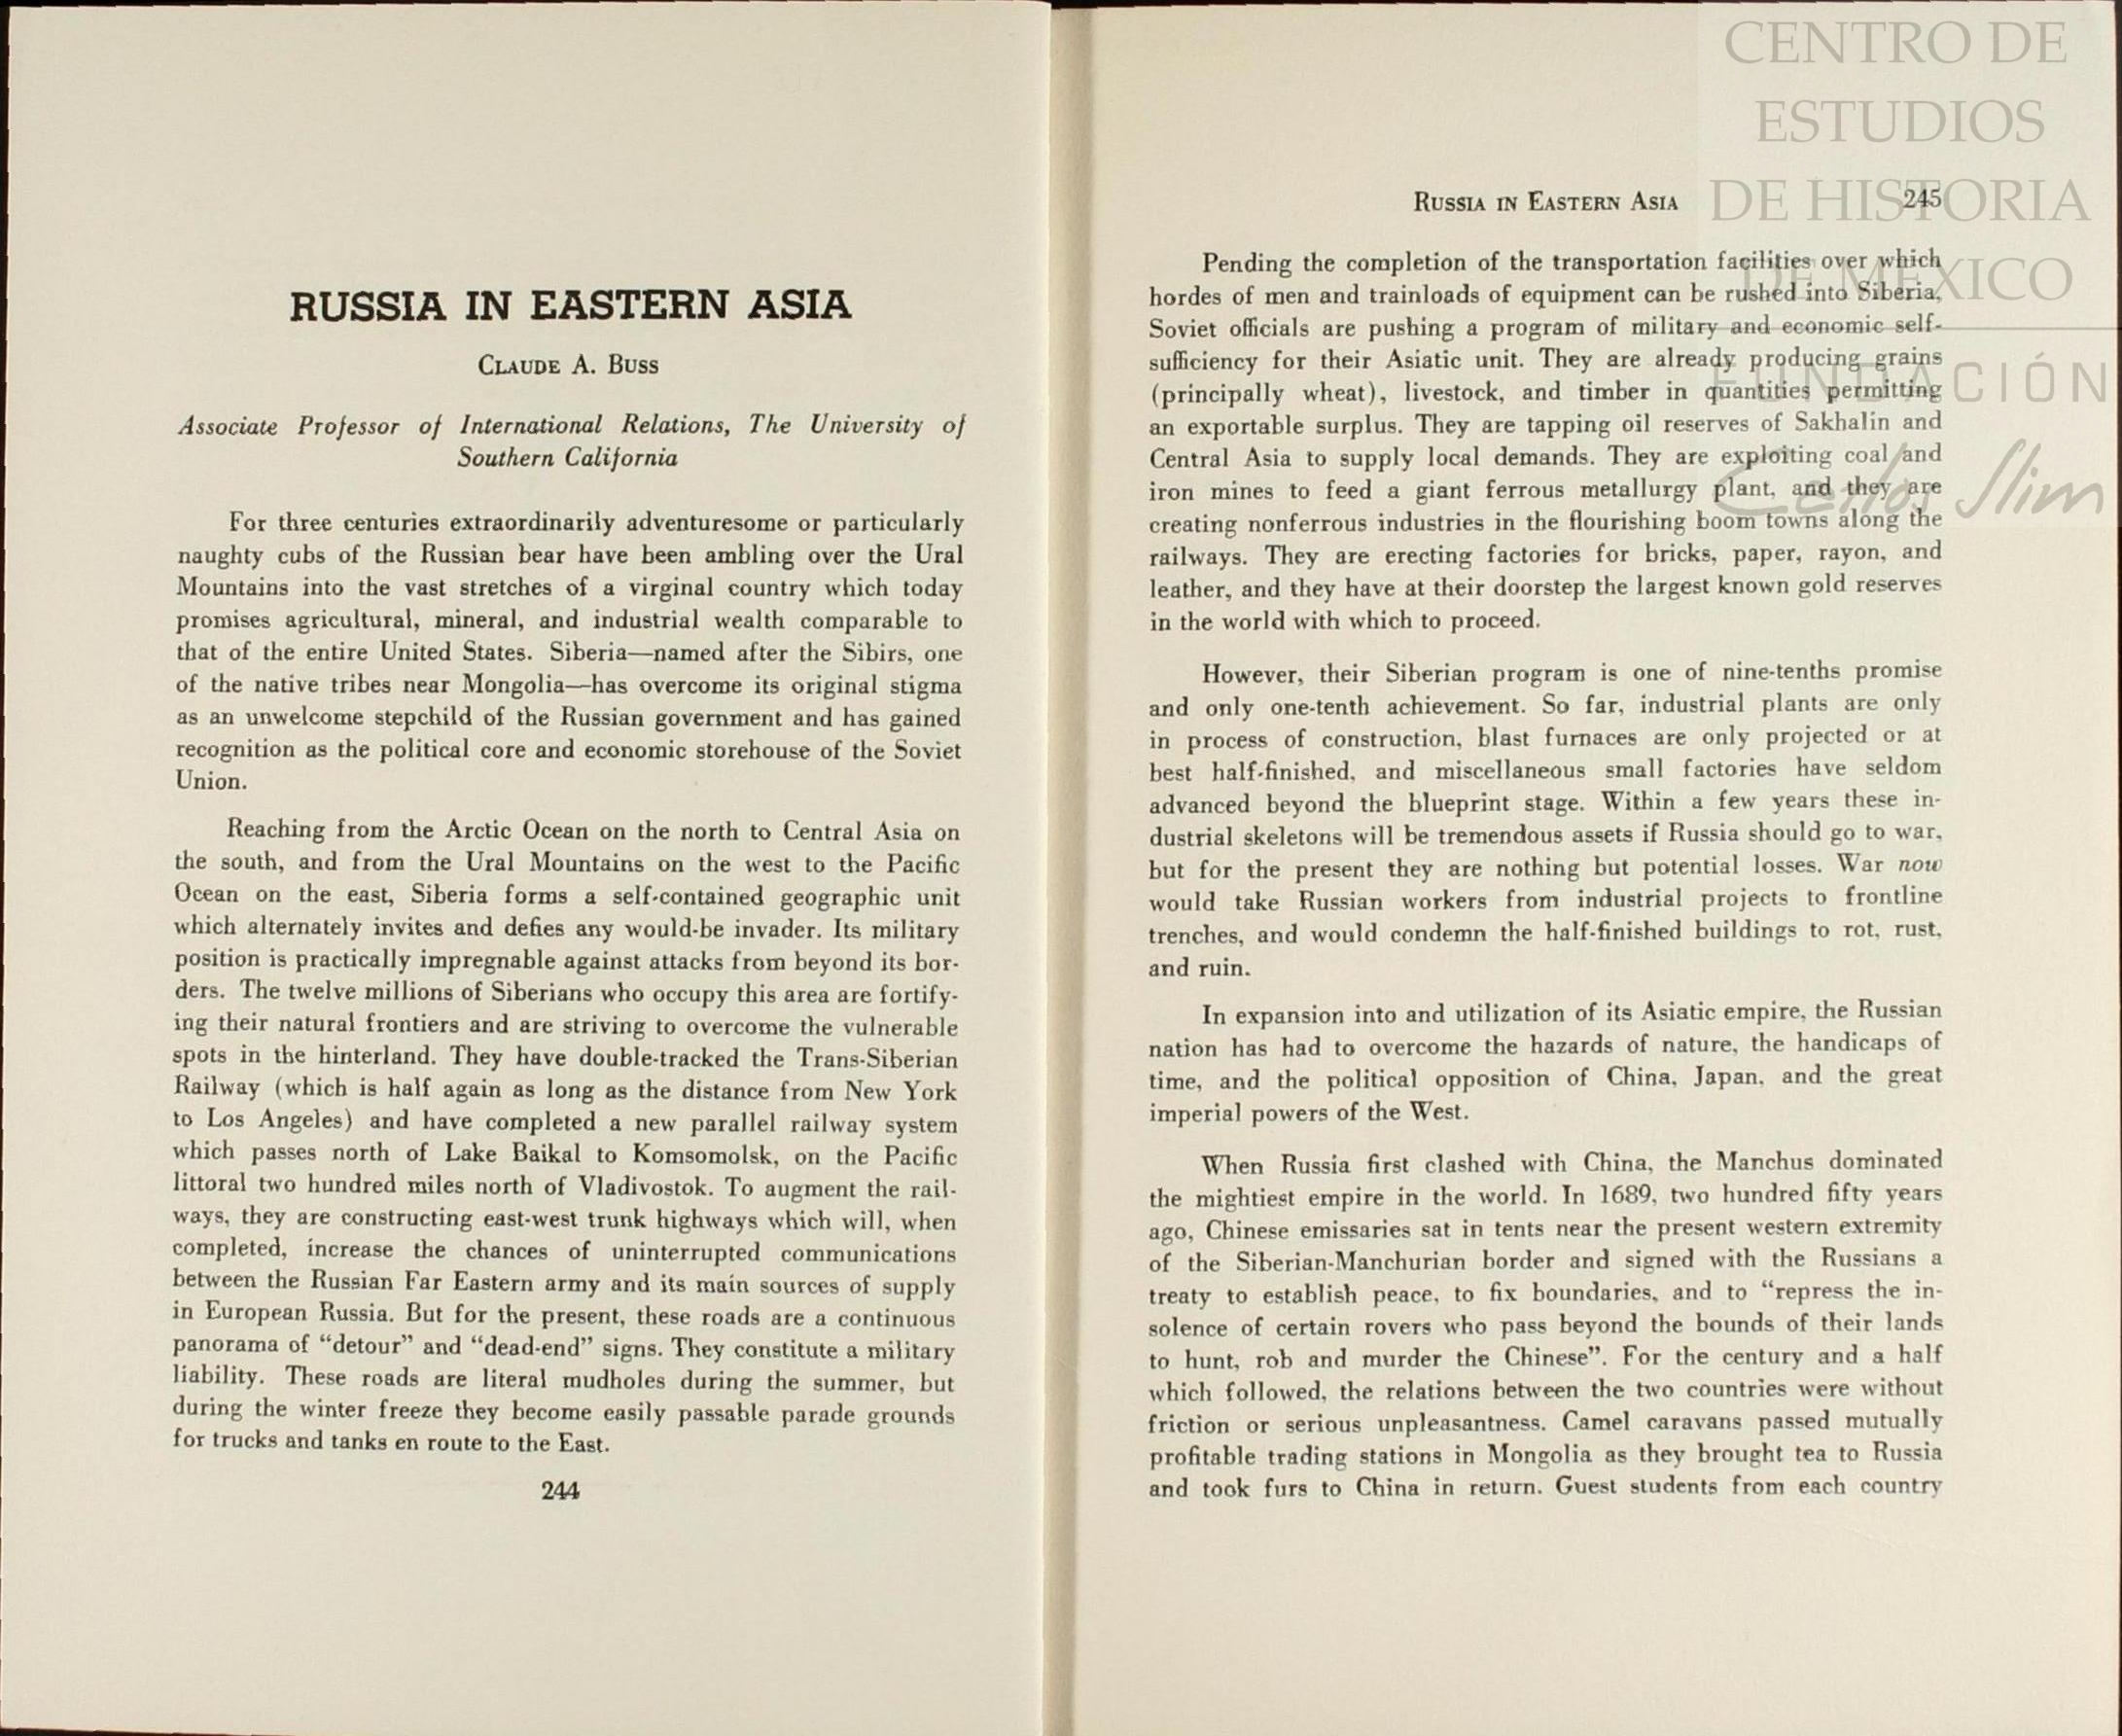 RUSSIA IN EASTERN ASIA
CLAUDE A. BUSS
Associate Professor of International Relations, The University of
Southern California
For three centuries extraordinarily adventuresome or particularly
naughty cubs of the Russian bear have been ambling over the Ural
Mountains into the vast stretches of a virginal country which today
promises agricultural, mineral, and industrial wealth comparable to
that of the entire United States. Siberia—named after the Sibirs, one
of the native tribes near Mongolia—has overcome its original stigma
as an unwelcome stepchild of the Russian government and has gained
recognition as the political core and economic storehouse of the Soviet
Union.
Reaching from the Arctic Ocean on the north to Central Asia on
the south, and from the Ural Mountains on the west to the Pacific
Ocean on the east, Siberia forms a self-contained geographic unit
which alternately invites and defies any would-be invader. Its military
position is practically impregnable against attacks from beyond its bor-
ders. The twelve millions of Siberians who occupy this area are fortify-
ing their natural frontiers and are striving to overcome the vulnerable
spots in the hinterland. They have double-tracked the Trans-Siberian
Railway (which is half again as long as the distance from New York
to Los Angeles) and have completed a new parallel railway system
which passes north of Lake Baikal to Komsomolsk, on the Pacific
littoral two hundred miles north of Vladivostok. To augment the rail-
ways, they are constructing east-west trunk highways which will, when
completed, increase the chances of uninterrupted communications
between the Russian Far Eastern army and its main sources of supply
in European Russia. But for the present, these roads are a continuous
panorama of “detour” and “dead-end” signs. They constitute a military
liability. These roads are literal mudholes during the summer, but
during the winter freeze they become easily passable parade grounds
for trucks and tanks en route to the East.
244
RUSSIA IN EASTERN ASIA 245
Pending the completion of the transportation facilities over which
hordes of men and trainloads of equipment can be rushed into Siberia,
Soviet officials are pushing a program of military and economic self-
sufficiency for their Asiatic unit. They are already producing grains
(principally wheat), livestock, and timber in quantities permitting
an exportable surplus. They are tapping oil reserves of Sakhalin and
Central Asia to supply local demands. They are exploiting coal and
iron mines to feed a giant ferrous metallurgy plant, and they are
creating nonferrous industries in the flourishing boom towns along the
railways. They are erecting factories for bricks, paper, rayon, and
leather, and they have at their doorstep the largest known gold reserves
in the world with which to proceed.
However, their Siberian program is one of nine-tenths promise
and only one-tenth achievement. So far, industrial plants are only
in process of construction, blast furnaces are only projected or at
best half-finished, and miscellaneous small factories have seldom
advanced beyond the blueprint stage. Within a few years these in-
dustrial skeletons will be tremendous assets if Russia should go to war,
but for the present they are nothing but potential losses. War now
would take Russian workers from industrial projects to frontline
trenches, and would condemn the half-finished buildings to rot, rust,
and ruin.
In expansion into and utilization of its Asiatic empire, the Russian
nation has had to overcome the hazards of nature, the handicaps of
time, and the political opposition of China, Japan, and the great
imperial powers of the West.
When Russia first clashed with China, the Manchus dominated
the mightiest empire in the world. In 1689, two hundred fifty years
ago, Chinese emissaries sat in tents near the present western extremity
of the Siberian-Manchurian border and signed with the Russians a
treaty to establish peace, to fix boundaries, and to “repress the in-
solence of certain rovers who pass beyond the bounds of their lands
to hunt, rob and murder the Chinese”. For the century and a half
which followed, the relations between the two countries were without
friction or serious unpleasantness. Camel caravans passed mutually
profitable trading stations in Mongolia as they brought tea to Russia
and took furs to China in return. Guest students from each country
CENTRO DE
ESTUDIOS
DE HISTORIA
DE MÉXICO
FUNDACIÓN
Carlos Slim